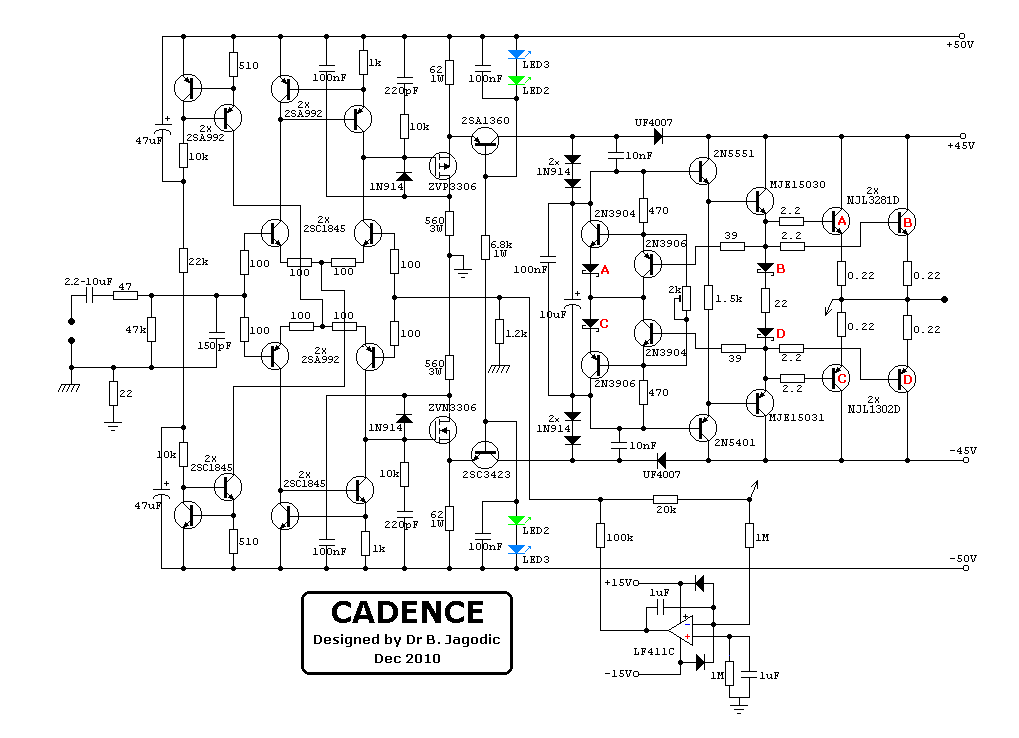 +50V
510
1k
100nF
220pF
62
1W
100nF
LED3
LED2
2x
2SA992
2x
2SA992
47uF
10k
10k
2SA1360
UF4007
+45V
10nF
2x
1N914
2N5551
1N914
ZVP3306
MJE15030
2x
NJL3281D
2x
2SC1845
560
3W
2N3904
470
2.2
A
B
2N3906
39
2.2
22k
100
100
100
100
6.8k
1W
100nF
A
B
0.22
0.22
2.2-10uF
47
2k
10uF
1.5k
22
47k
100
150pF
100
100
2x
2SA992
100
1.2k
C
D
0.22
0.22
2N3904
39
2.2
560
3W
2N3906
2.2
C
D
22
ZVN3306
470
MJE15031
2x
NJL1302D
1N914
2x
1N914
2N5401
10nF
10k
2x
2SC1845
2x
2SC1845
10k
2SC3423
UF4007
-45V
47uF
220pF
62
1W
20k
510
100nF
1k
100nF
LED2
LED3
100k
1M
-50V
+15V
1uF
+
-
+
LF411C
-15V
1M
1uF
CADENCE
Designed by Dr B. Jagodic
Dec 2010